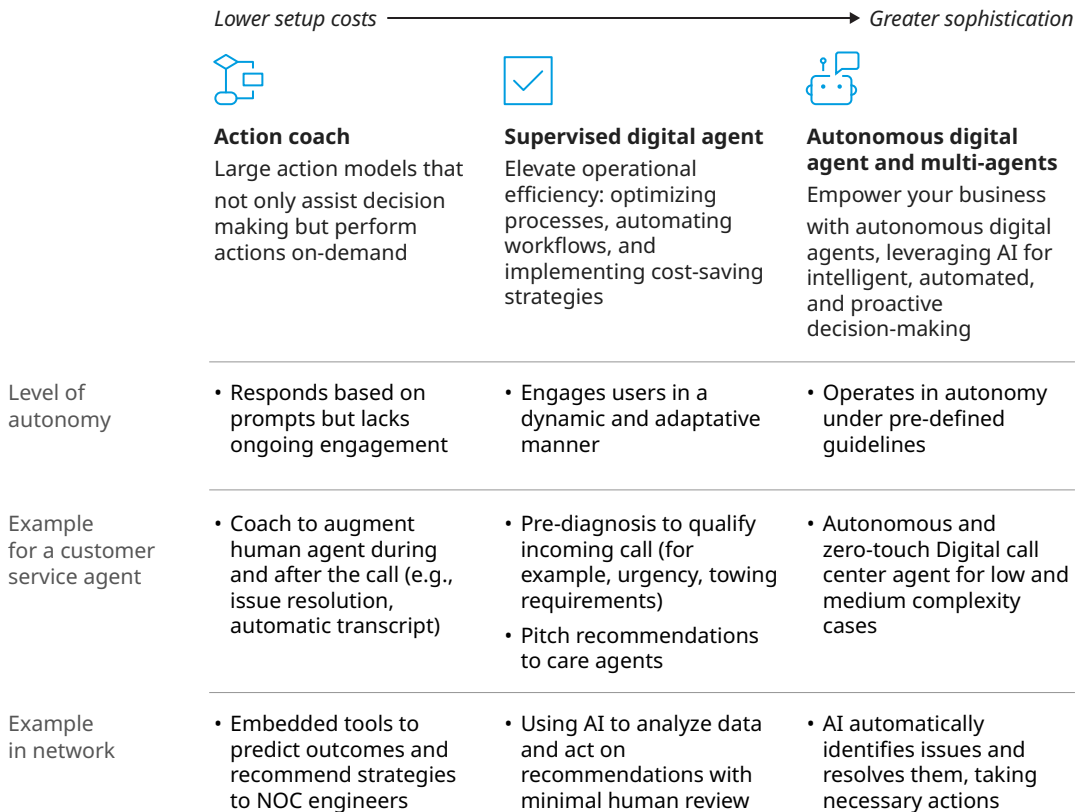 Lower setup costs
Greater sophistication
Action coach
Large action models that
not only assist decision
making but perform
actions on-demand
Supervised digital agent
Elevate operational
efficiency: optimizing
processes, automating
workflows, and
implementing cost-saving
strategies
Autonomous digital
agent and multi-agents
Empower your business
with autonomous digital
agents, leveraging AI for
intelligent, automated,
and proactive
decision-making
Level of
autonomy
• Responds based on
prompts but lacks
ongoing engagement
• Engages users in a
dynamic and adaptative
manner
• Operates in autonomy
under pre-defined
guidelines
Example
for a customer
service agent
• Coach to augment
human agent during
and after the call (e.g.,
issue resolution,
automatic transcript)
• Pre-diagnosis to qualify
incoming call (for
example, urgency, towing
requirements)
• Pitch recommendations
to care agents
• Autonomous and
zero-touch Digital call
center agent for low and
medium complexity
cases
Example
in network
• Embedded tools to
predict outcomes and
recommend strategies
to NOC engineers
• Using AI to analyze data
and act on
recommendations with
minimal human review
• AI automatically
identifies issues and
resolves them, taking
necessary actions